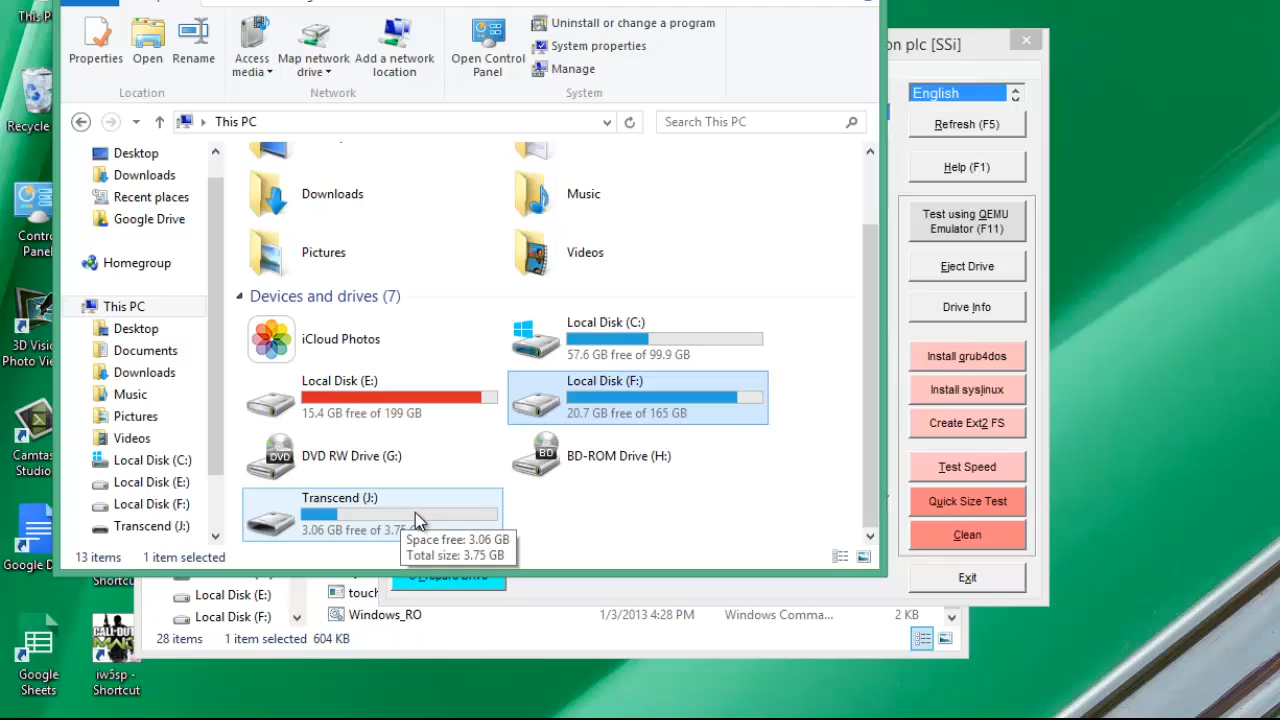 This P
on plc [SSi]
Properties
Open
Rename
Access
media
Map network
drive
Add a network
location
Open Control
Panel
Uninstall or change a program
System properties
Manage
Location
Network
System
English
Refresh (F5)
Recycle
This PC
Search This PC
Desktop
Downloads
Recent places
Google Drive
Homegroup
This PC
Desktop
Documents
Downloads
Music
Pictures
Videos
Local Disk (C:)
Local Disk (E:)
Local Disk (F:)
Transcend (J:)
Downloads
Music
Pictures
Videos
Devices and drives (7)
iCloud Photos
Local Disk (C:)
57.6 GB free of 99.9 GB
Local Disk (E:)
15.4 GB free of 199 GB
Local Disk (F:)
20.7 GB free of 165 GB
DVD RW Drive (G:)
DVD
BD-ROM Drive (H:)
BD
Transcend (J:)
3.06 GB free of 3.75
Space free: 3.06 GB
Total size: 3.75 GB
13 items
1 item selected
Help (F1)
Test using QEMU
Emulator (F11)
Eject Drive
Drive Info
Install grub4dos
Install syslinux
Create Ext2 FS
Test Speed
Quick Size Test
Clean
Exit
Contr
Panel
3D Visio
Photo Vie
Camtas
Studio
Google D
Shortcut
Local Disk (E:)
Local Disk (F:)
touch
Windows_RO
1/3/2013 4:28 PM
Windows Comma...
2 KB
28 items
1 item selected
604 KB
Google
Sheets
CALL OF DUTY
iw5sp -
Shortcut